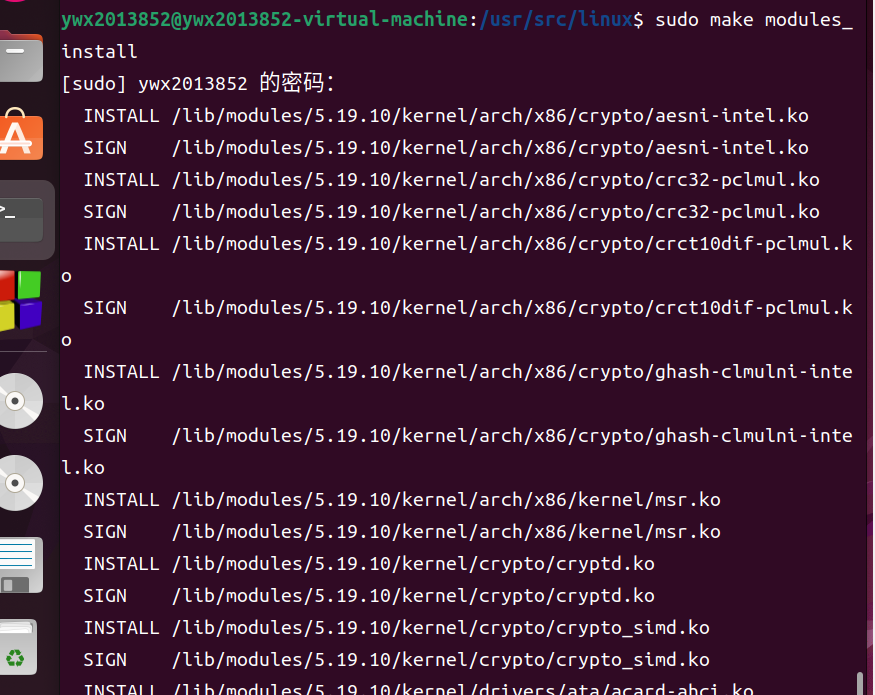 ywx2013852@ywx2013852-virtual-machine:/usr/src/linux$ sudo make modules_
install
[sudo] ywx2013852 的密码：
INSTALL /lib/modules/5.19.10/kernel/arch/x86/crypto/aesni-intel.ko
SIGN /lib/modules/5.19.10/kernel/arch/x86/crypto/aesni-intel.ko
INSTALL /lib/modules/5.19.10/kernel/arch/x86/crypto/crc32-pclmul.ko
SIGN /lib/modules/5.19.10/kernel/arch/x86/crypto/crc32-pclmul.ko
INSTALL /lib/modules/5.19.10/kernel/arch/x86/crypto/crct10dif-pclmul.k
o
SIGN /lib/modules/5.19.10/kernel/arch/x86/crypto/crct10dif-pclmul.k
o
INSTALL /lib/modules/5.19.10/kernel/arch/x86/crypto/ghash-clmulni-inte
l.ko
SIGN /lib/modules/5.19.10/kernel/arch/x86/crypto/ghash-clmulni-inte
l.ko
INSTALL /lib/modules/5.19.10/kernel/arch/x86/kernel/msr.ko
SIGN /lib/modules/5.19.10/kernel/arch/x86/kernel/msr.ko
INSTALL /lib/modules/5.19.10/kernel/crypto/cryptd.ko
SIGN /lib/modules/5.19.10/kernel/crypto/cryptd.ko
INSTALL /lib/modules/5.19.10/kernel/crypto/crypto_simd.ko
SIGN /lib/modules/5.19.10/kernel/crypto/crypto_simd.ko
INSTALL /lib/modules/5.19.10/kernel/drivers/ata/acard-ahci.ko